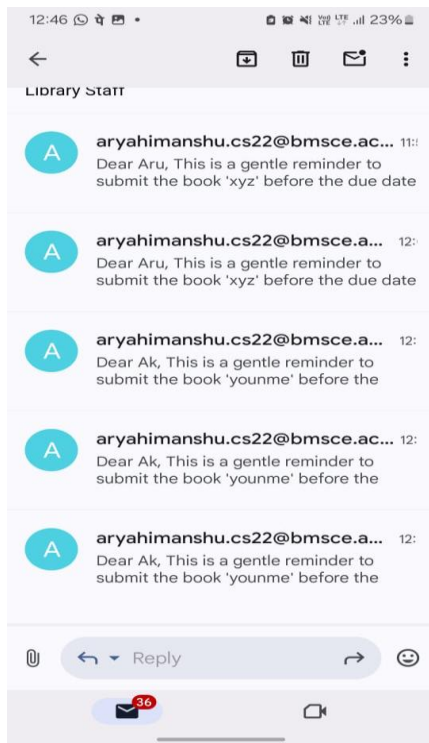 12:46 ये LTE 23%
Library Staff
A aryahimanshu.cs22@bmsce.ac... 11:
Dear Aru, This is a gentle reminder to
submit the book 'xyz' before the due date
A aryahimanshu.cs22@bmsce.a... 12:
Dear Aru, This is a gentle reminder to
submit the book 'xyz' before the due date
A aryahimanshu.cs22@bmsce.a... 12:
Dear Ak, This is a gentle reminder to
submit the book 'younme' before the
A aryahimanshu.cs22@bmsce.ac... 12:
Dear Ak, This is a gentle reminder to
submit the book 'younme' before the
A aryahimanshu.cs22@bmsce.a... 12:
Dear Ak, This is a gentle reminder to
submit the book 'younme' before the
Reply
36